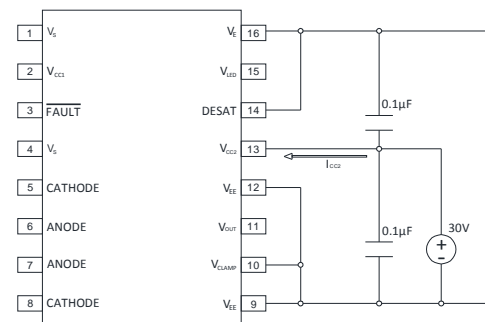 1 VS VE 16
2 VCC1 VLED 15
3 FAULT DESAT 14
0.1µF
4 VS VCC2 13
ICC2
5 CATHODE VEE 12
6 ANODE VOUT 11
0.1µF 30V
7 ANODE VCLAMP 10
8 CATHODE VEE 9